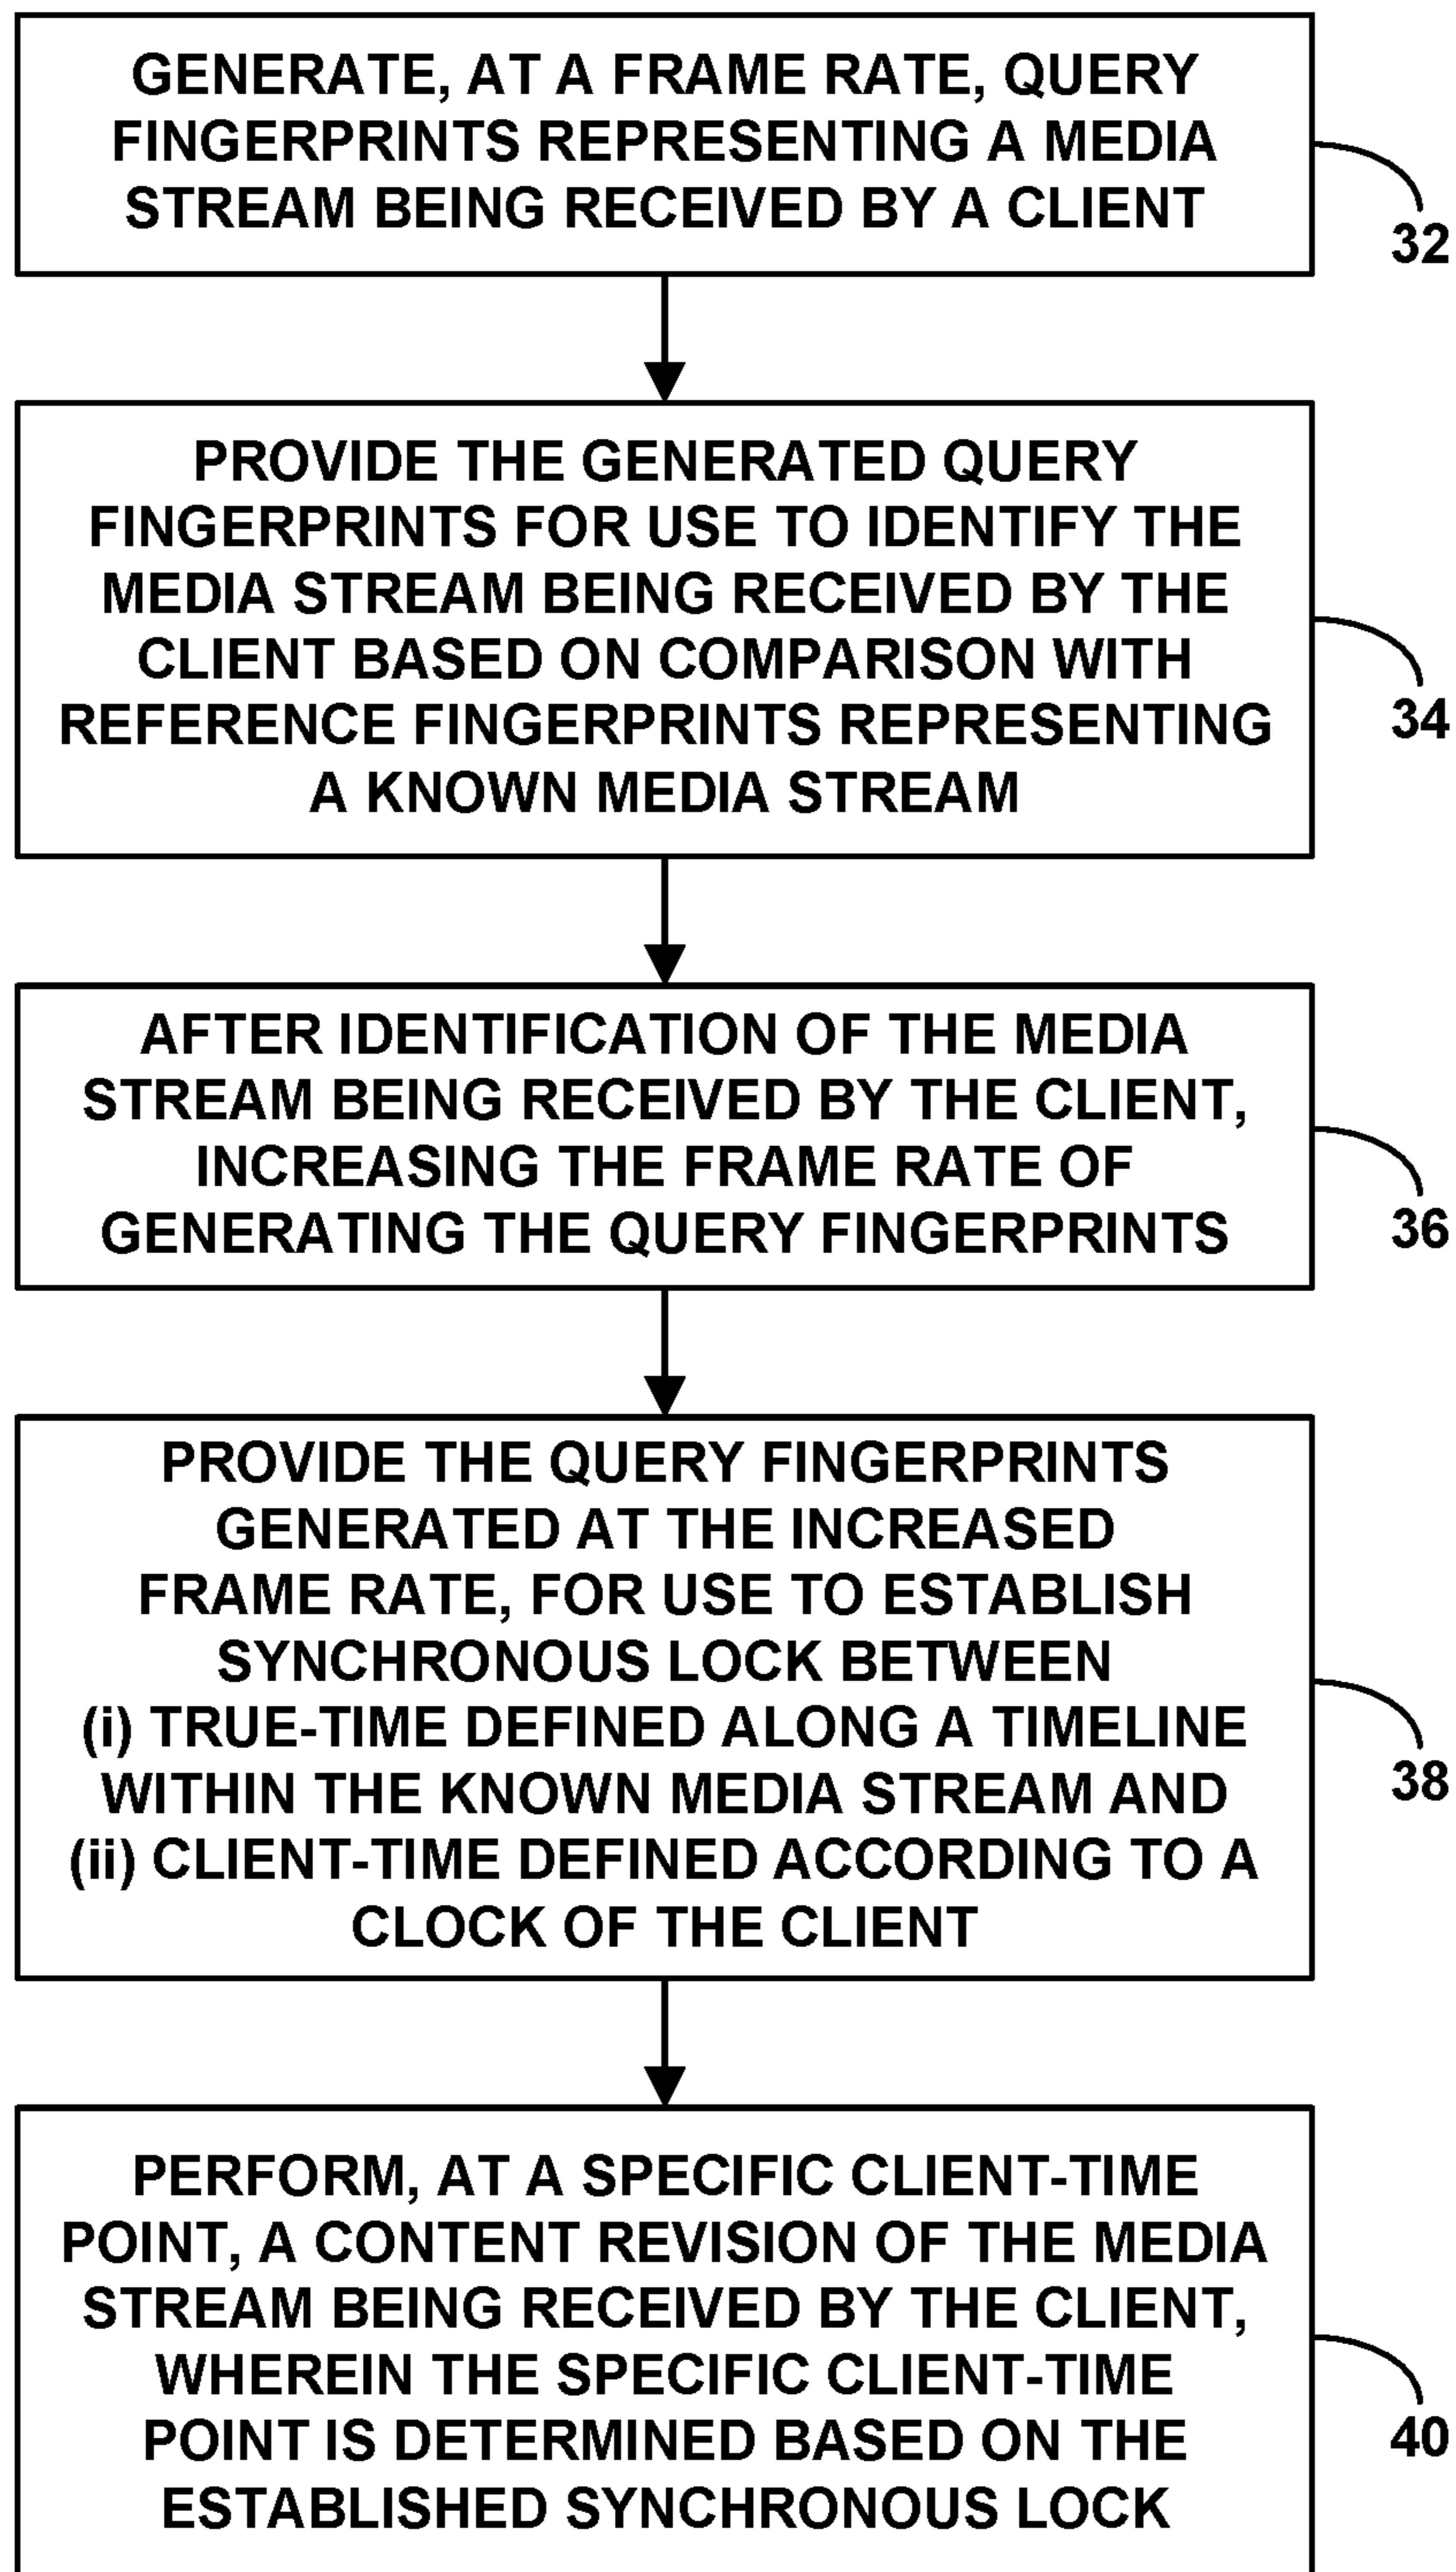 GENERATE, AT A FRAME RATE, QUERY
FINGERPRINTS REPRESENTING A MEDIA
STREAM BEING RECEIVED BY A CLIENT
32
PROVIDE THE GENERATED QUERY
FINGERPRINTS FOR USE TO IDENTIFY THE
MEDIA STREAM BEING RECEIVED BY THE
CLIENT BASED ON COMPARISON WITH
REFERENCE FINGERPRINTS REPRESENTING
A KNOWN MEDIA STREAM
34
AFTER IDENTIFICATION OF THE MEDIA
STREAM BEING RECEIVED BY THE CLIENT,
INCREASING THE FRAME RATE OF
GENERATING THE QUERY FINGERPRINTS
36
PROVIDE THE QUERY FINGERPRINTS
GENERATED AT THE INCREASED
FRAME RATE, FOR USE TO ESTABLISH
SYNCHRONOUS LOCK BETWEEN
(i) TRUE-TIME DEFINED ALONG A TIMELINE
WITHIN THE KNOWN MEDIA STREAM AND
(ii) CLIENT-TIME DEFINED ACCORDING TO A
CLOCK OF THE CLIENT
38
PERFORM, AT A SPECIFIC CLIENT-TIME
POINT, A CONTENT REVISION OF THE MEDIA
STREAM BEING RECEIVED BY THE CLIENT,
WHEREIN THE SPECIFIC CLIENT-TIME
POINT IS DETERMINED BASED ON THE
ESTABLISHED SYNCHRONOUS LOCK
40